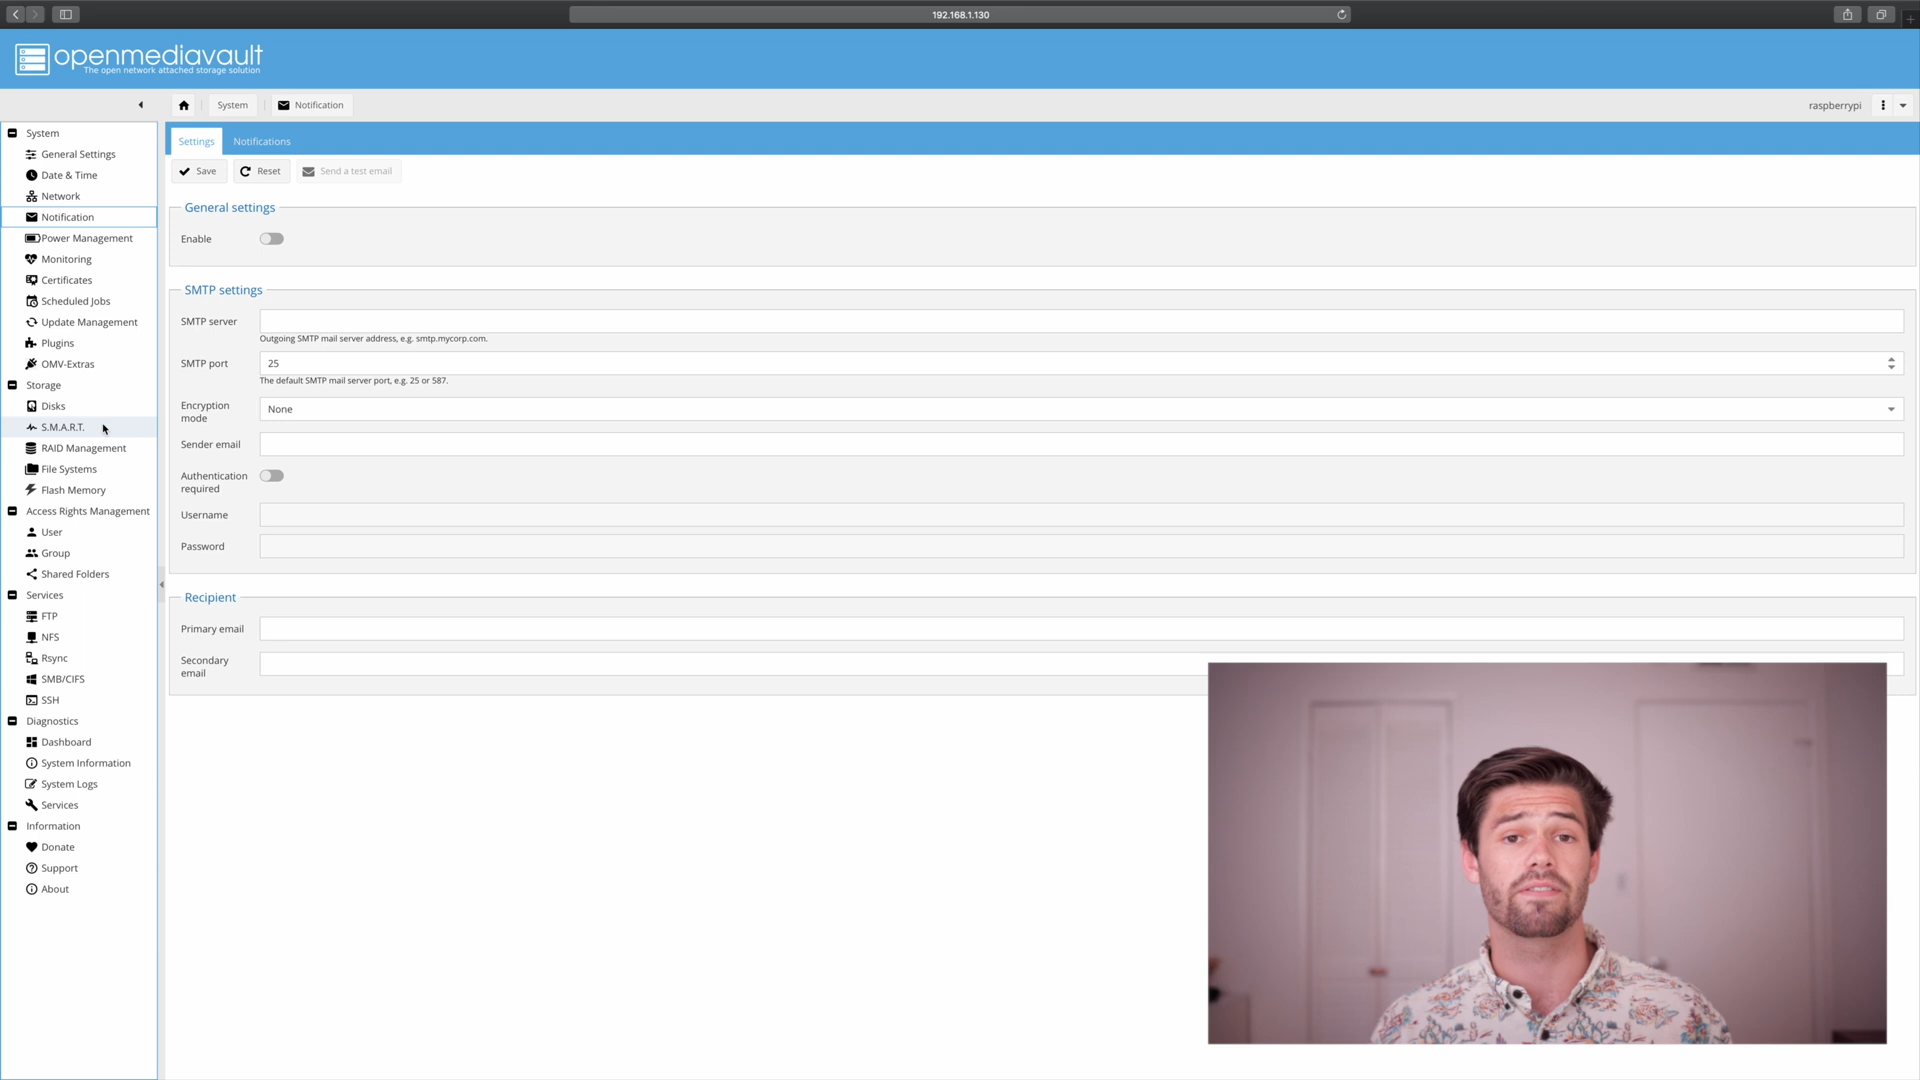 192.168.1.130
openmediavault
The open network attached storage solution
System
Notification
raspberrypi
System
General Settings
Date & Time
Network
Notification
Power Management
Monitoring
Certificates
Scheduled Jobs
Update Management
Plugins
OMV-Extras
Storage
Disks
S.M.A.R.T.
RAID Management
File Systems
Flash Memory
Access Rights Management
User
Group
Shared Folders
Services
FTP
NFS
Rsync
SMB/CIFS
SSH
Diagnostics
Dashboard
System Information
System Logs
Services
Information
Donate
Support
About
Settings
Notifications
Save
Reset
Send a test email
General settings
Enable
SMTP settings
SMTP server
Outgoing SMTP mail server address, e.g. smtp.mycorp.com.
SMTP port
25
The default SMTP mail server port, e.g. 25 or 587.
Encryption
mode
None
Sender email
Authentication
required
Username
Password
Recipient
Primary email
Secondary
email